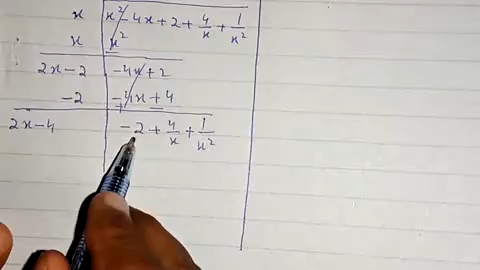 x | x² - 4x + 2 + 4/x + 1/x²
x | x²
2x - 2 | -4x + 2
-2 | -4x + 4
2x - 4 | -2 + 4/x + 1/x²